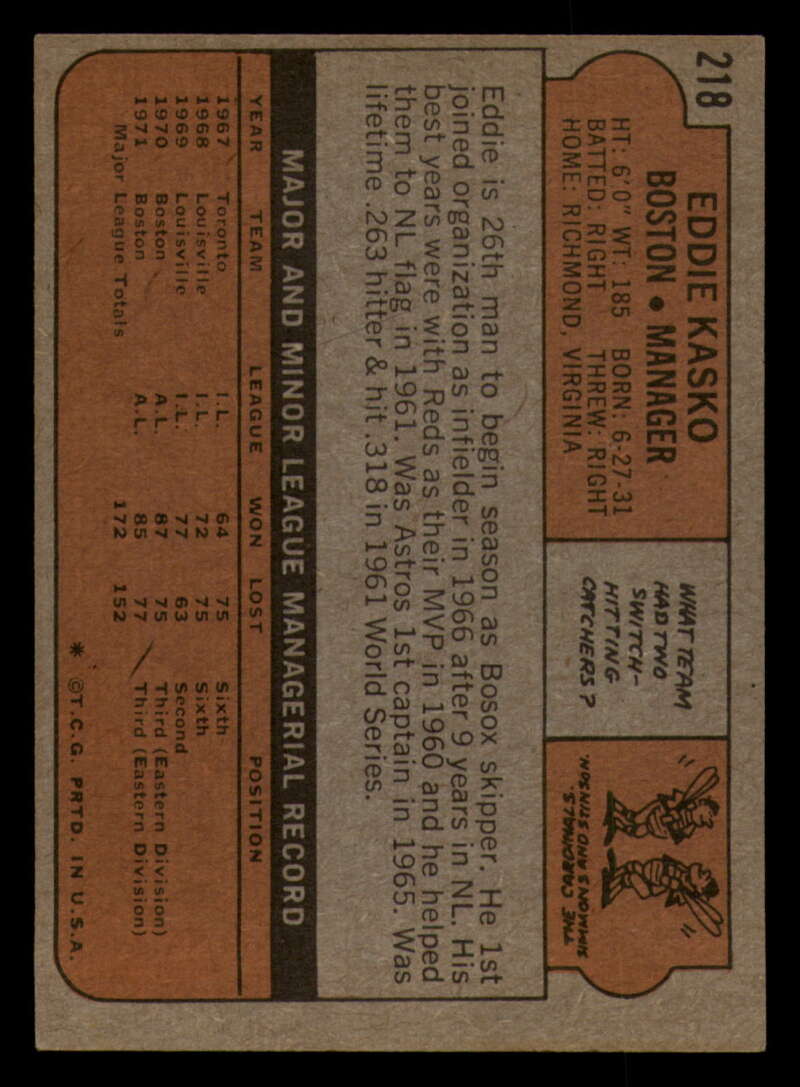 218
EDDIE KASKO
BOSTON • MANAGER
HT: 6'0" WT: 185 BORN: 6-27-31
BATTED: RIGHT THREW: RIGHT
HOME: RICHMOND, VIRGINIA
WHAT TEAM
HAD TWO
SWITCH-
HITTING
CATCHERS?
THE CARDINALS.
SIMMONS AND STINSON.
Eddie is 26th man to begin season as Bosox skipper. He 1st
joined organization as infielder in 1966 after 9 years in NL. His
best years were with Reds as their MVP in 1960 and he helped
them to NL flag in 1961. Was Astros 1st captain in 1965. Was
lifetime .263 hitter & hit .318 in 1961 World Series.
MAJOR AND MINOR LEAGUE MANAGERIAL RECORD
YEAR TEAM LEAGUE WON LOST POSITION
1967 Toronto I.L. 64 75 Sixth
1968 Louisville I.L. 72 75 Sixth
1969 Louisville I.L. 77 63 Second
1970 Boston A.L. 87 75 Third (Eastern Division)
1971 Boston A.L. 85 77 Third (Eastern Division)
Major League Totals 172 152
* ©T.C.G. PRTD. IN U.S.A.